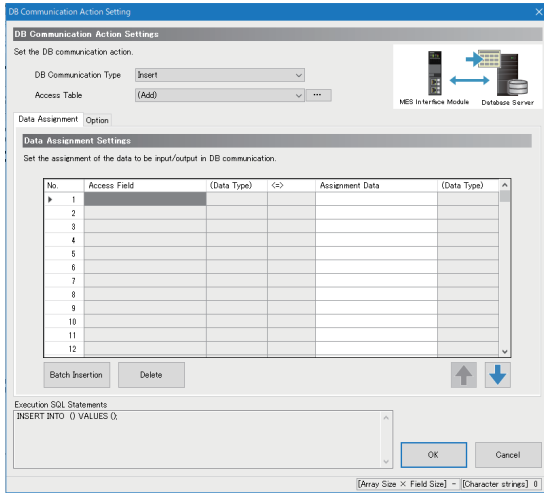 DB Communication Action Setting
DB Communication Action Settings
Set the DB communication action.
DB Communication Type Insert
Access Table (Add) ...
MES Interface Module Database Server
Data Assignment Option
Data Assignment Settings
Set the assignment of the data to be input/output in DB communication.
No. Access Field (Data Type) <=> Assignment Data (Data Type)
1
2
3
4
5
6
7
8
9
10
11
12
Batch Insertion Delete
Execution SQL Statements
INSERT INTO () VALUES ();
OK Cancel
[Array Size × Field Size] - [Character strings] 0